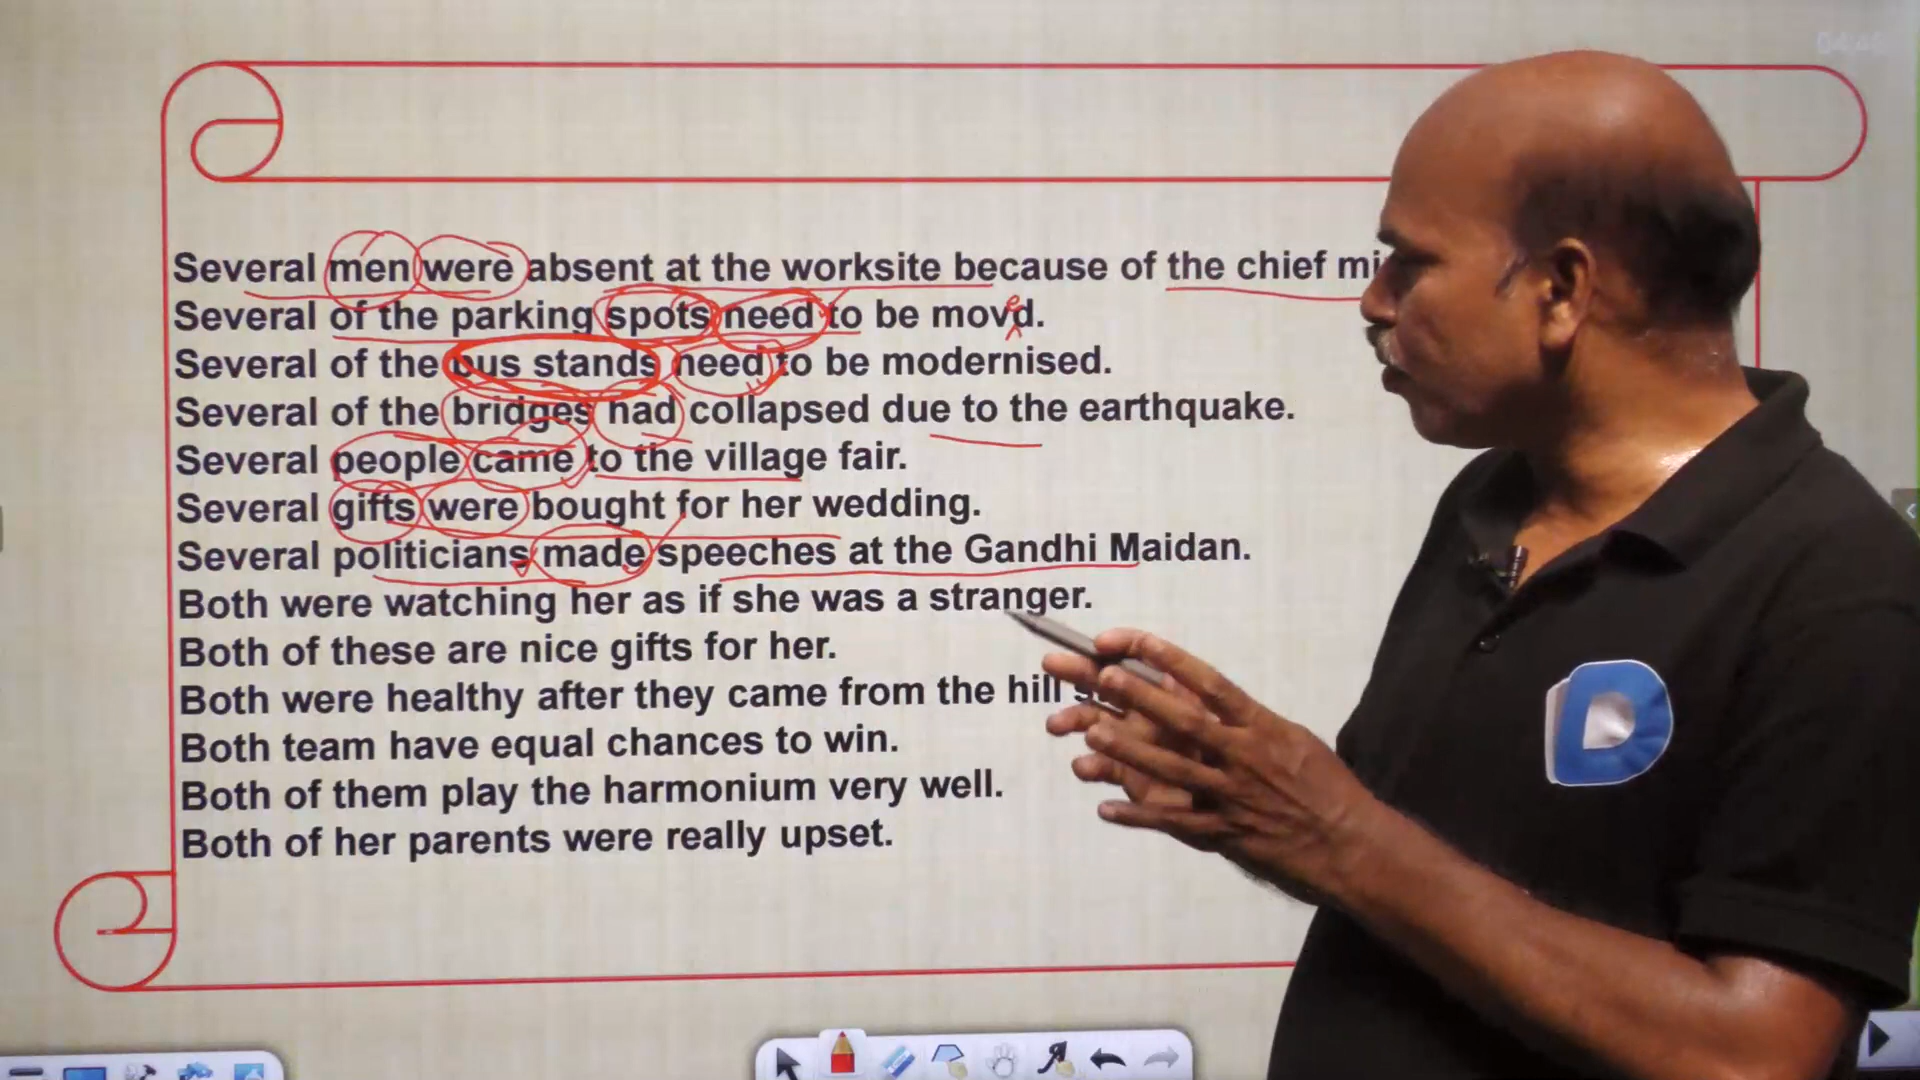 Several men were absent at the worksite because of the chief
Several of the parking spots need to be movd.
e
Several of the bus stands need to be modernised.
Several of the bridges had collapsed due to the earthquake.
Several people came to the village fair.
Several gifts were bought for her wedding.
Several politicians made speeches at the Gandhi Maidan.
Both were watching her as if she was a stranger.
Both of these are nice gifts for her.
Both were healthy after they came from the hill
Both team have equal chances to win.
Both of them play the harmonium very well.
Both of her parents were really upset.
D